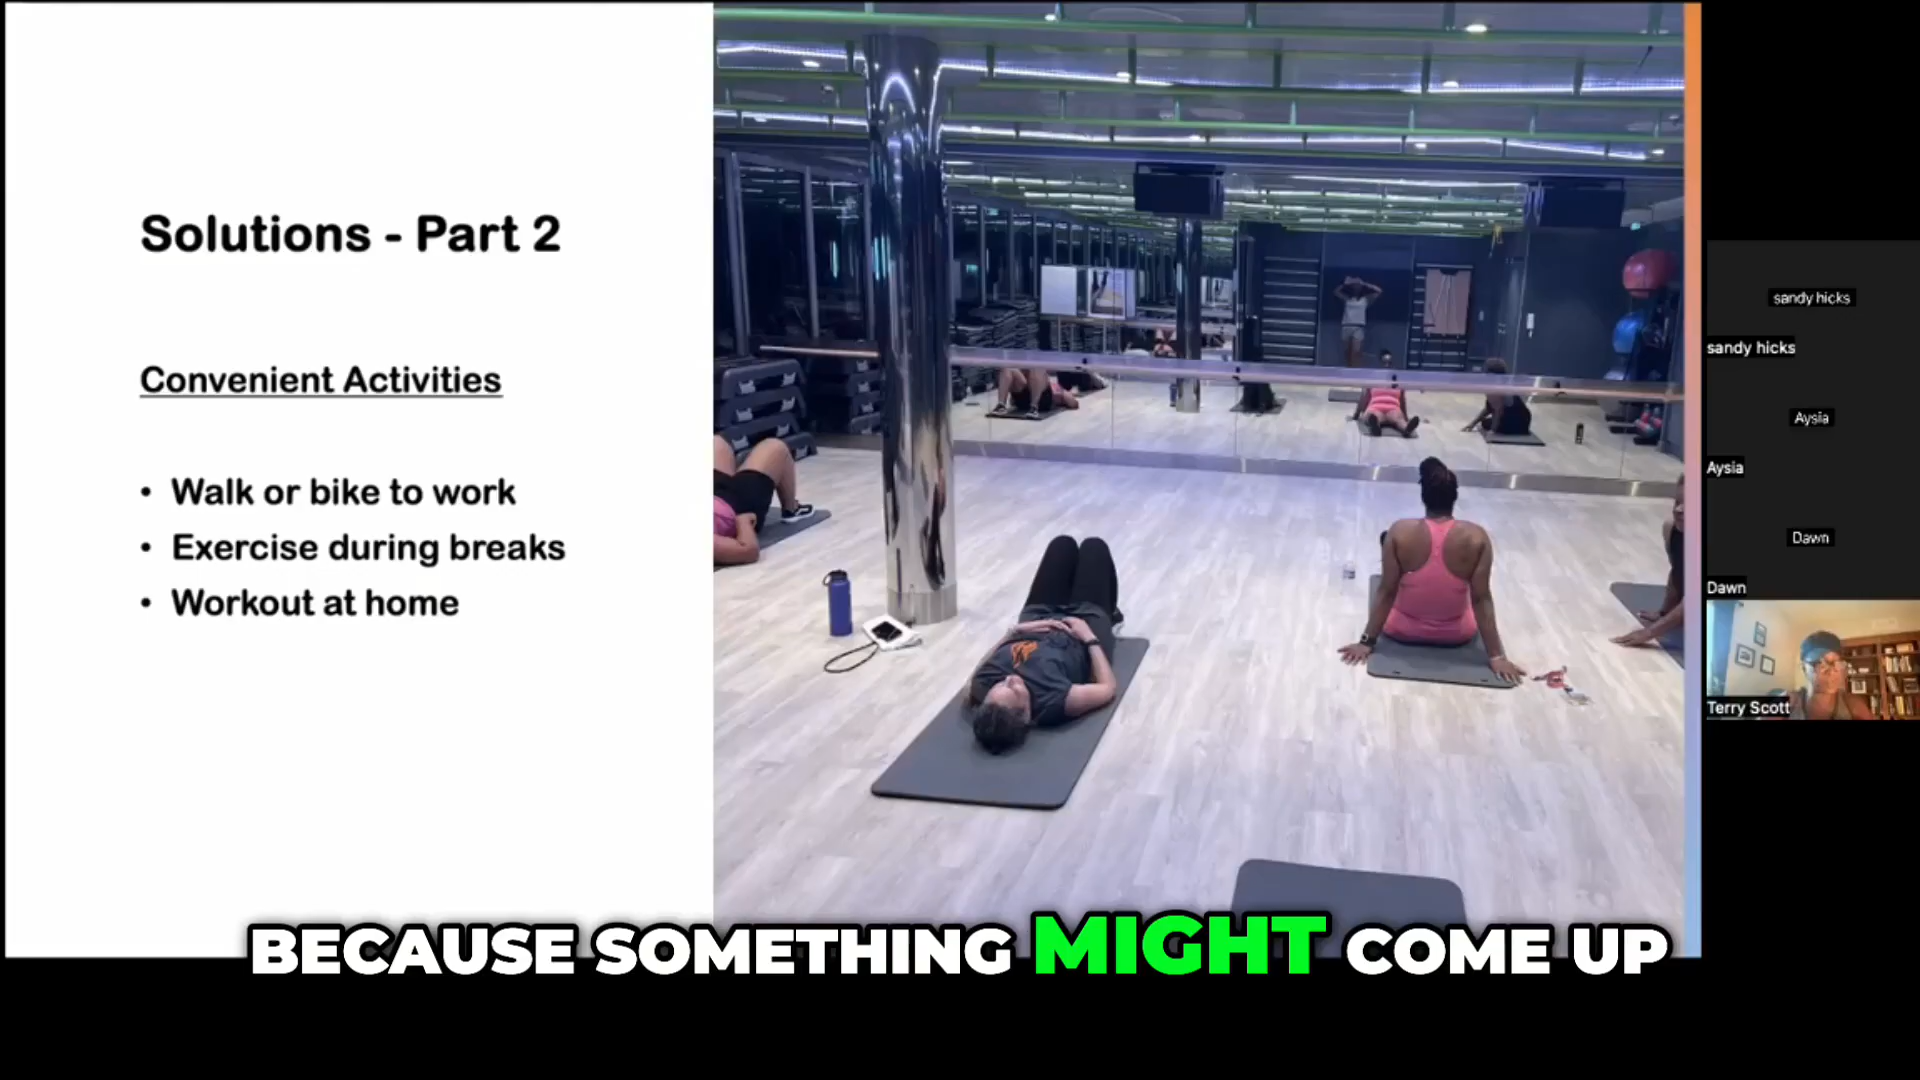 Solutions - Part 2
Convenient Activities
• Walk or bike to work
• Exercise during breaks
• Workout at home
sandy hicks
sandy hicks
Aysia
Aysia
Dawn
Dawn
Terry Scott
BECAUSE SOMETHING MIGHT COME UP